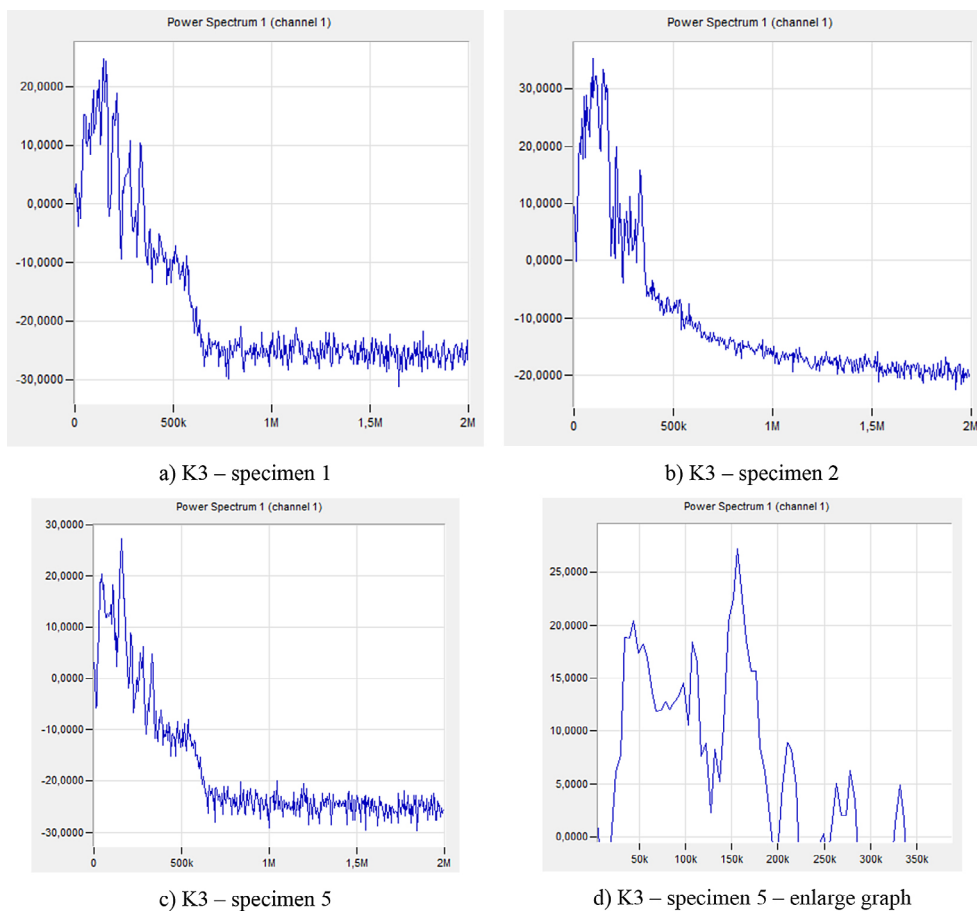 Power Spectrum 1 (channel 1)
20,0000
10,0000
0,0000
-10,0000
-20,0000
-30,0000
0 500k 1M 1,5M 2M
a) K3 – specimen 1
Power Spectrum 1 (channel 1)
30,0000
20,0000
10,0000
0,0000
-10,0000
-20,0000
0 500k 1M 1,5M 2M
b) K3 – specimen 2
Power Spectrum 1 (channel 1)
30,0000
20,0000
10,0000
0,0000
-10,0000
-20,0000
-30,0000
0 500k 1M 1,5M 2M
c) K3 – specimen 5
Power Spectrum 1 (channel 1)
25,0000
20,0000
15,0000
10,0000
5,0000
0,0000
50k 100k 150k 200k 250k 300k 350k
d) K3 – specimen 5 – enlarge graph